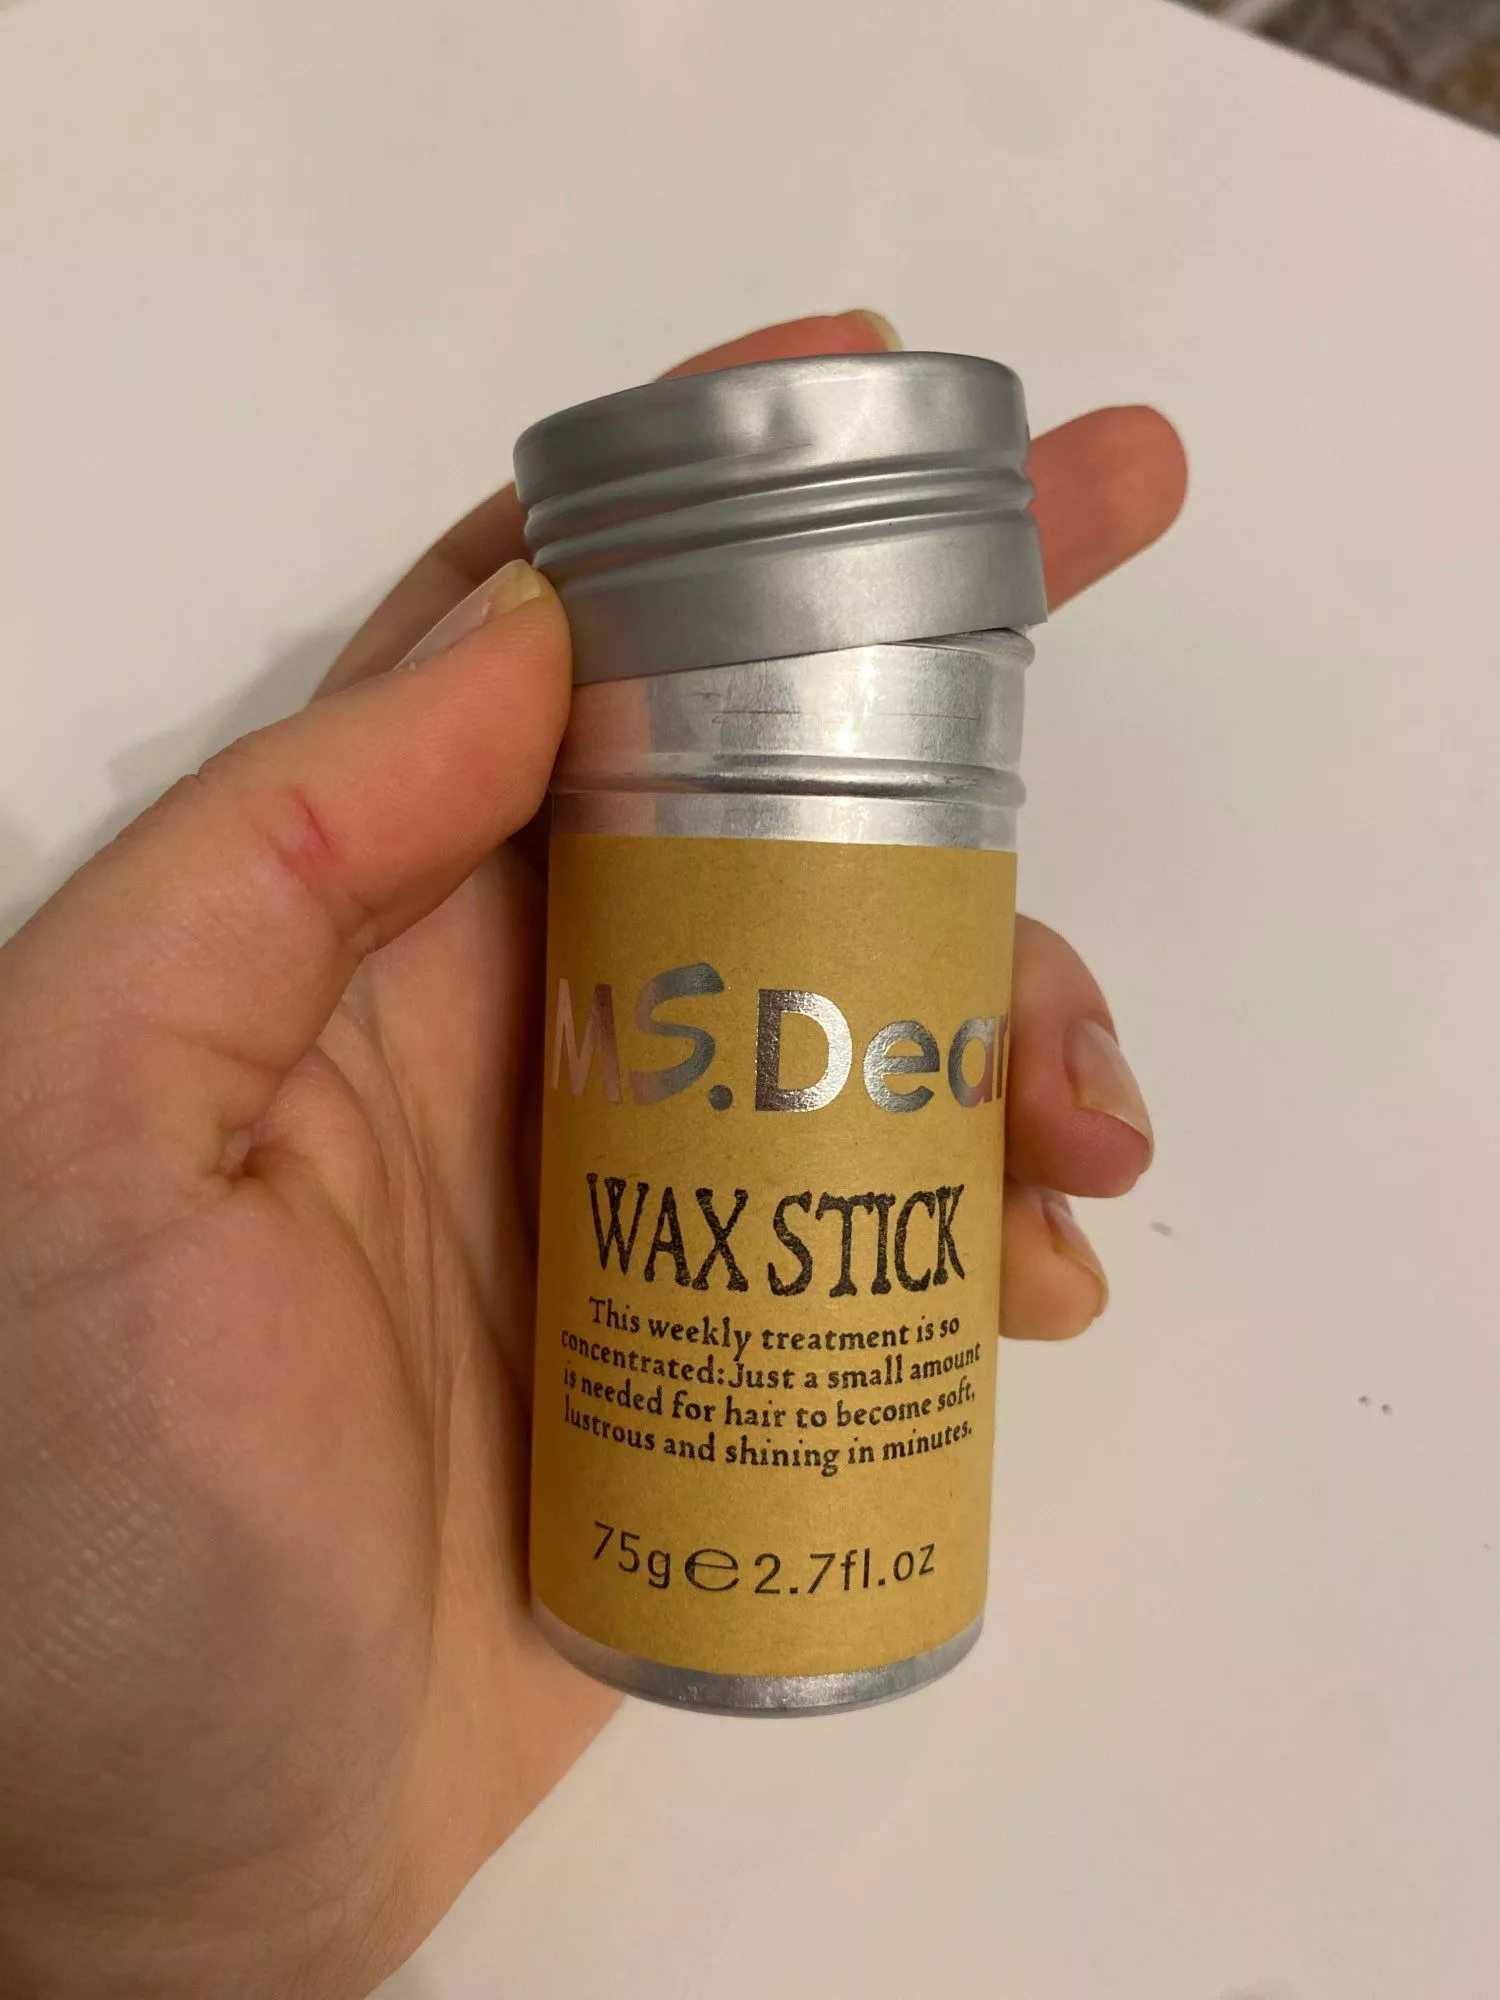 MS.Dear
WAX STICK
This weekly treatment is so
concentrated: Just a small amount
is needed for hair to become soft,
lustrous and shining in minutes.
75g℮2.7fl.oz